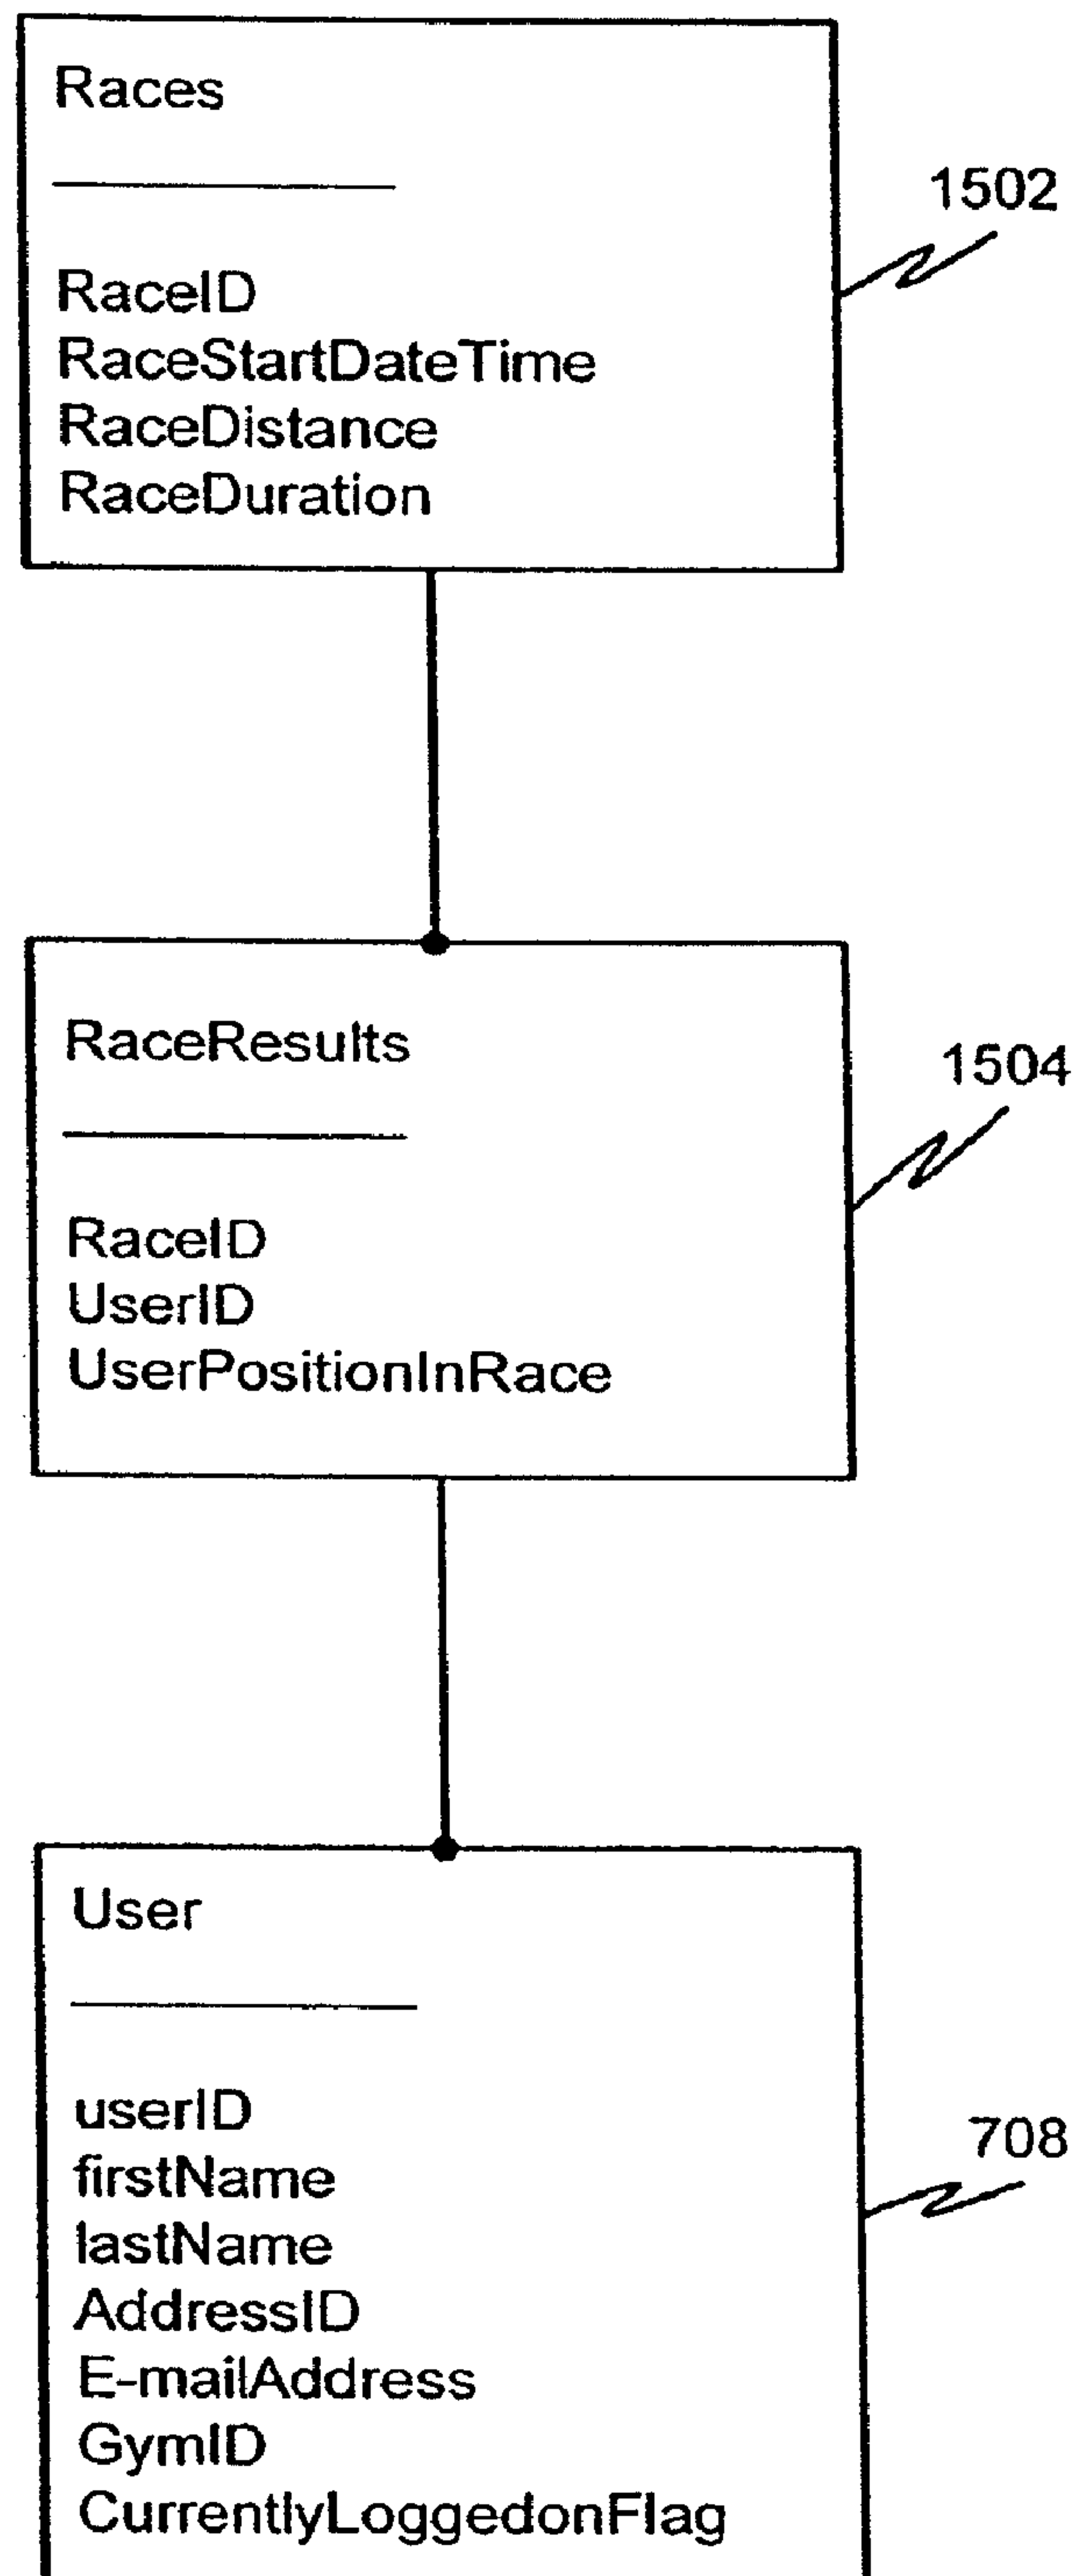 Races
1502
RaceID
RaceStartDateTime
RaceDistance
RaceDuration
RaceResults
1504
RaceID
UserID
UserPositionInRace
User
userID
firstName
lastName
AddressID
E-mailAddress
GymID
CurrentlyLoggedonFlag
708